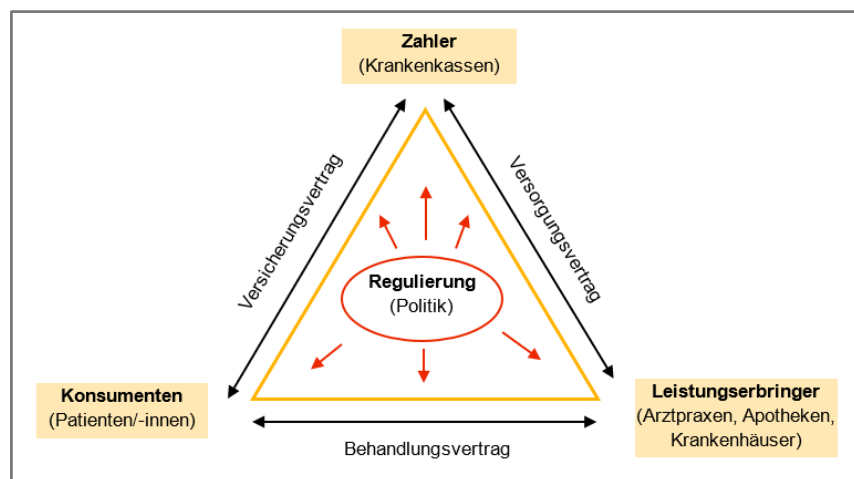 Zahler
(Krankenkassen)
Versicherungsvertrag
Versorgungsvertrag
Regulierung
(Politik)
Konsumenten
(Patienten/-innen)
Leistungserbringer
(Arztpraxen, Apotheken,
Krankenhäuser)
Behandlungsvertrag